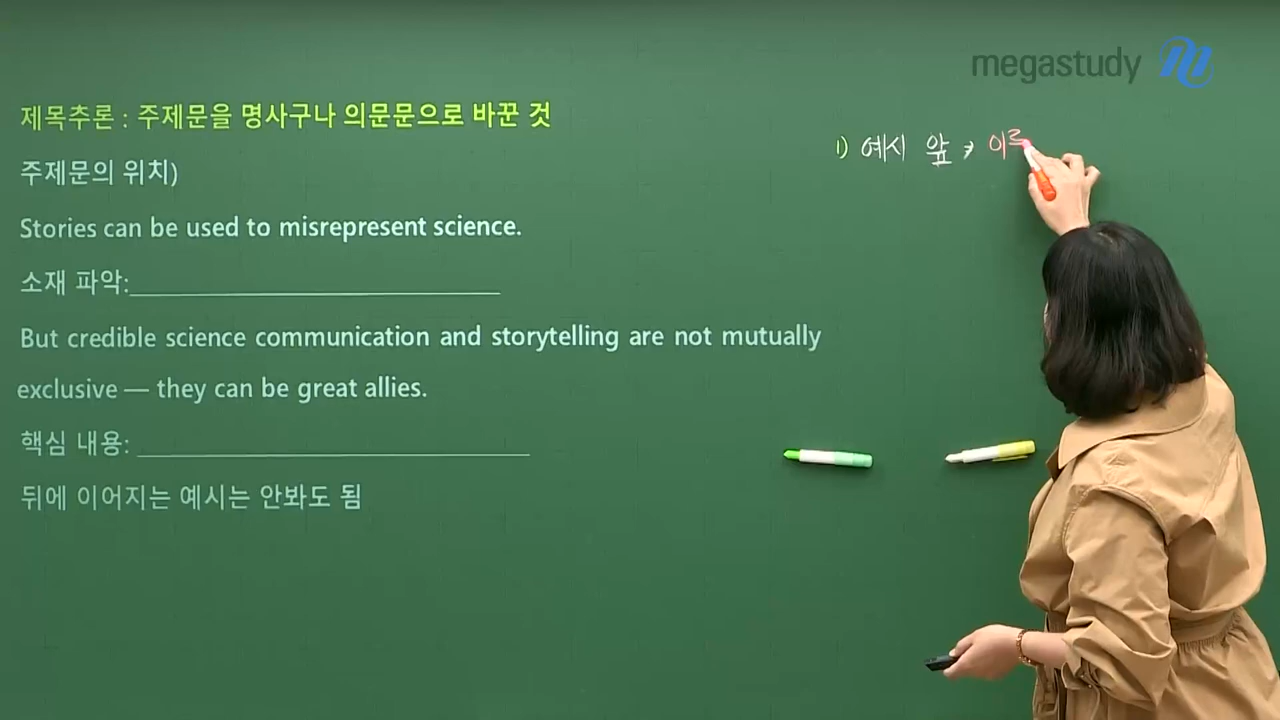 megastudy
제목추론 : 주제문을 명사구나 의문문으로 바꾼 것
1) 예시 앞 → 이르
주제문의 위치)
Stories can be used to misrepresent science.
소재 파악:
But credible science communication and storytelling are not mutually
exclusive — they can be great allies.
핵심 내용:
뒤에 이어지는 예시는 안봐도 됨